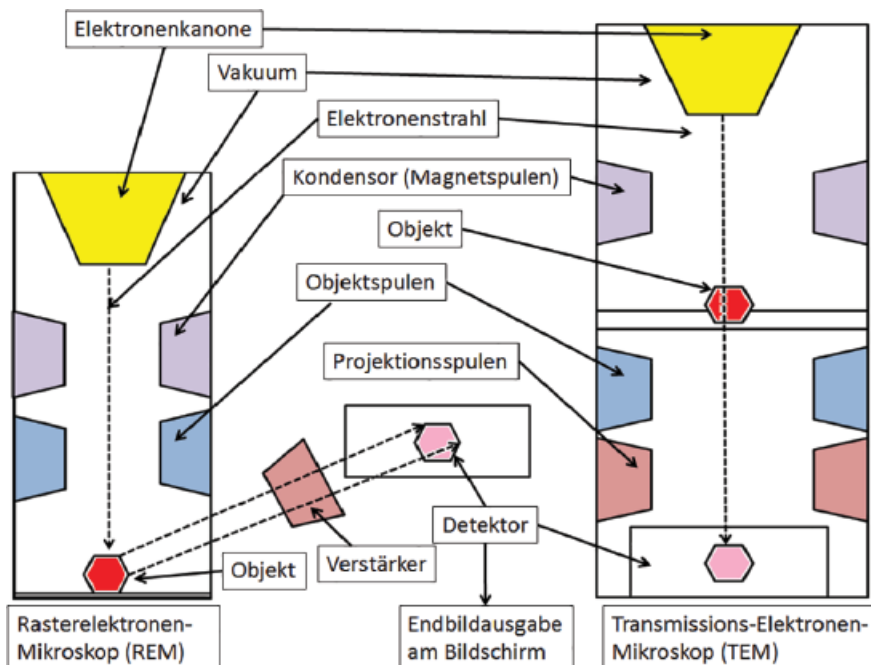 Elektronenkanone
Vakuum
Elektronenstrahl
Kondensor (Magnetspulen)
Objekt
Objektspulen
Projektionsspulen
Detektor
Verstärker
Objekt
Rasterelektronen-
Mikroskop (REM)
Endbildausgabe
am Bildschirm
Transmissions-Elektronen-
Mikroskop (TEM)